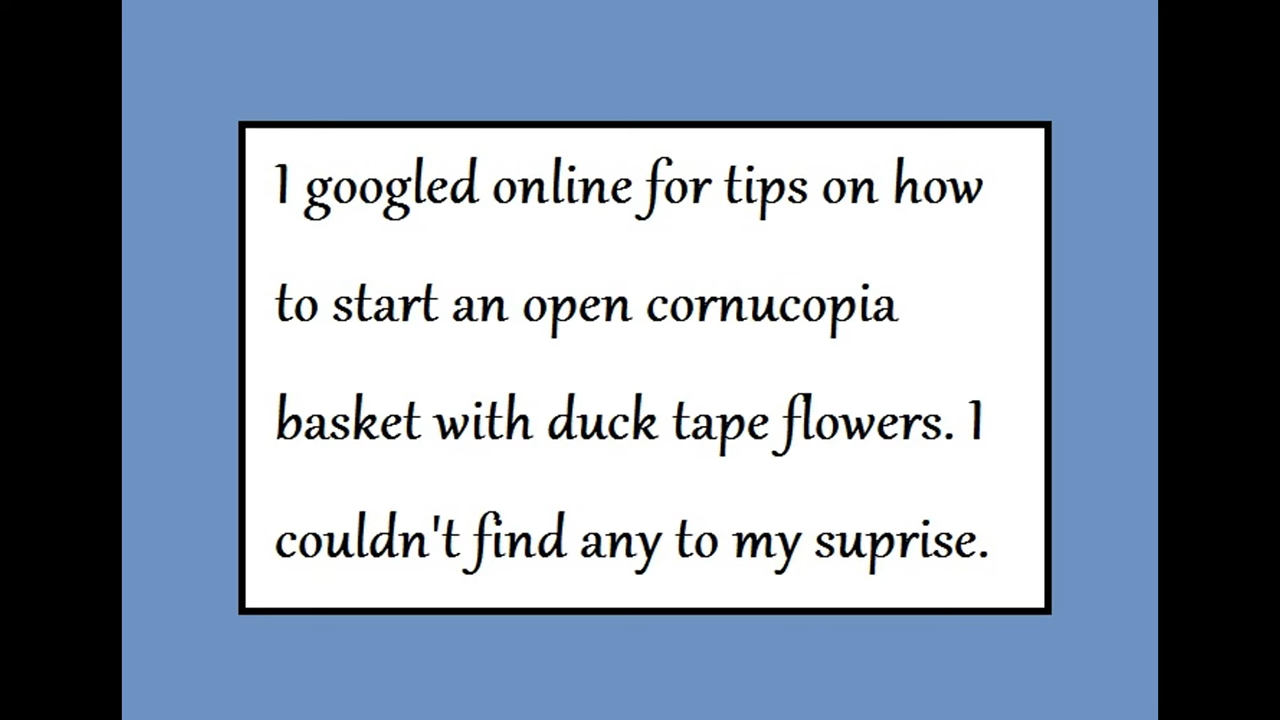 I googled online for tips on how
to start an open cornucopia
basket with duck tape flowers. I
couldn't find any to my suprise.